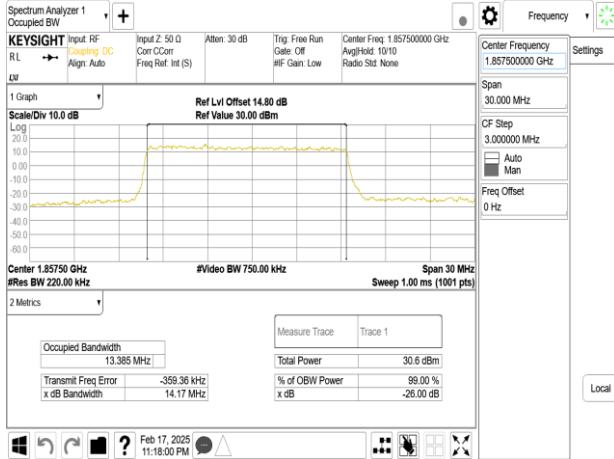 Spectrum Analyzer 1
Occupied BW
+
Frequency
KEYSIGHT
Input: RF
Coupling: DC
Align: Auto
Input Z: 50 Ω
Corr CCorr
Freq Ref: Int (S)
Atten: 30 dB
Trig: Free Run
Gate: Off
#IF Gain: Low
Center Freq: 1.857500000 GHz
Avg|Hold: 10/10
Radio Std: None
RL
LXI
Center Frequency
1.857500000 GHz
Settings
Span
30.000 MHz
CF Step
3.000000 MHz
Auto
Man
Freq Offset
0 Hz
Local
1 Graph
Scale/Div 10.0 dB
Ref Lvl Offset 14.80 dB
Ref Value 30.00 dBm
Log
20.0
10.0
0.00
-10.0
-20.0
-30.0
-40.0
-50.0
-60.0
Center 1.85750 GHz
#Video BW 750.00 kHz
Span 30 MHz
#Res BW 220.00 kHz
Sweep 1.00 ms (1001 pts)
2 Metrics
Measure Trace
Trace 1
Occupied Bandwidth
13.385 MHz
Total Power
30.6 dBm
Transmit Freq Error
-359.36 kHz
% of OBW Power
99.00 %
x dB Bandwidth
14.17 MHz
x dB
-26.00 dB
?
Feb 17, 2025
11:18:00 PM